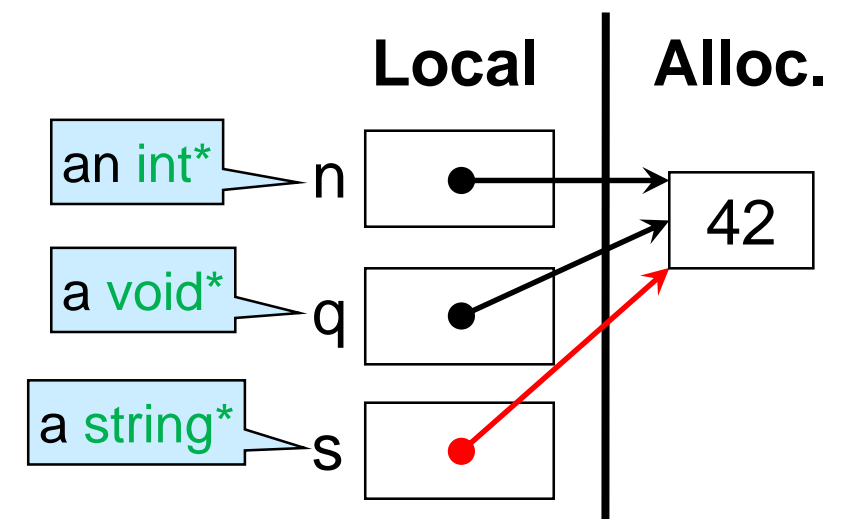 Local Alloc.
an int* n
42
a void* q
a string* s